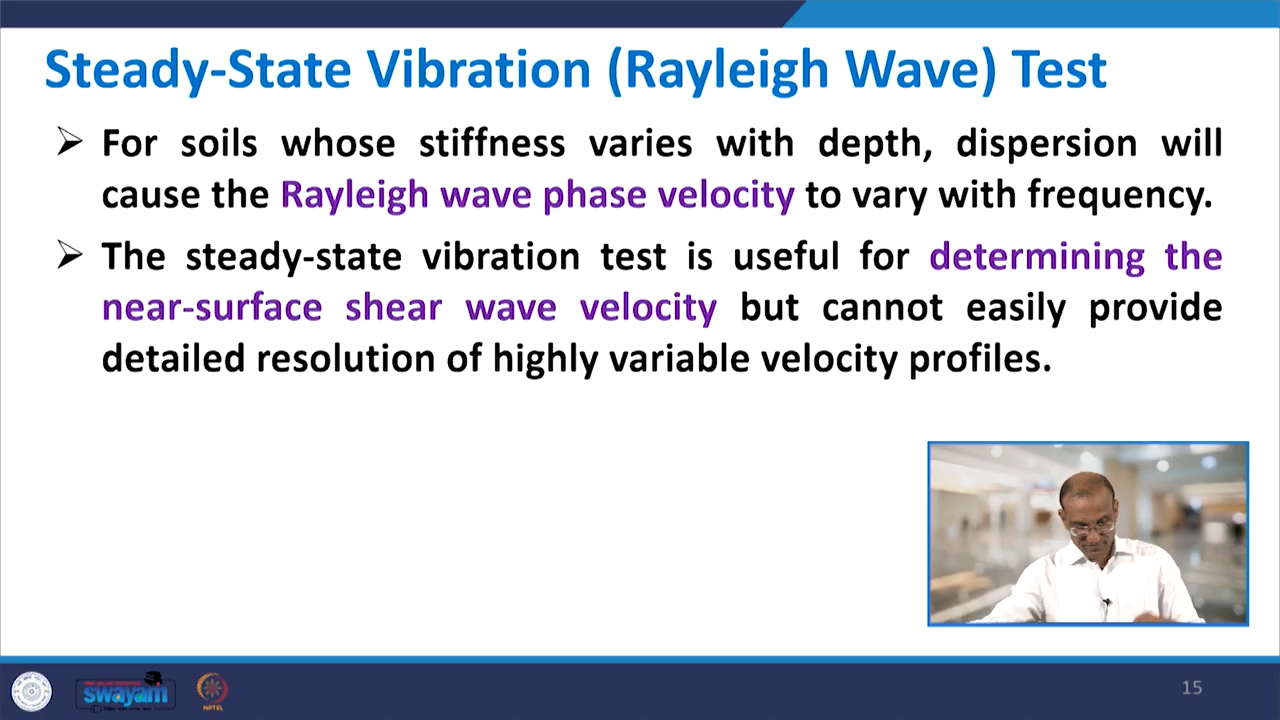 Steady-State Vibration (Rayleigh Wave) Test
➢ For soils whose stiffness varies with depth, dispersion will
cause the Rayleigh wave phase velocity to vary with frequency.
➢ The steady-state vibration test is useful for determining the
near-surface shear wave velocity but cannot easily provide
detailed resolution of highly variable velocity profiles.
swayam
NPTEL
15